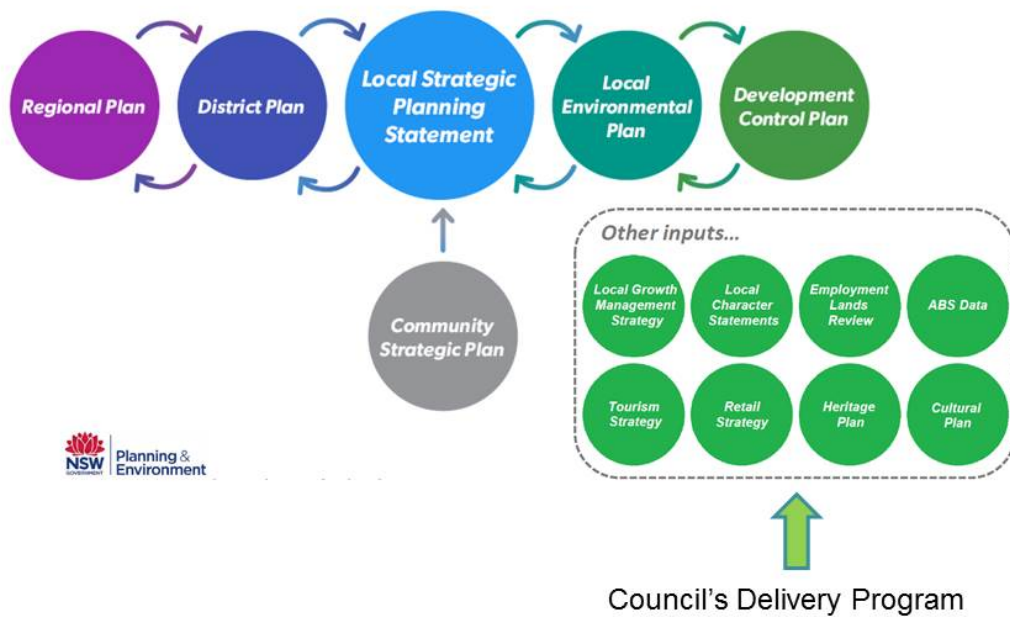 Regional Plan
District Plan
Local Strategic
Planning
Statement
Local
Environmental
Plan
Development
Control Plan
Community
Strategic Plan
Other inputs...
Local Growth
Management
Strategy
Local
Character
Statements
Employment
Lands
Review
ABS Data
Tourism
Strategy
Retail
Strategy
Heritage
Plan
Cultural
Plan
NSW
GOVERNMENT
Planning &
Environment
Council's Delivery Program